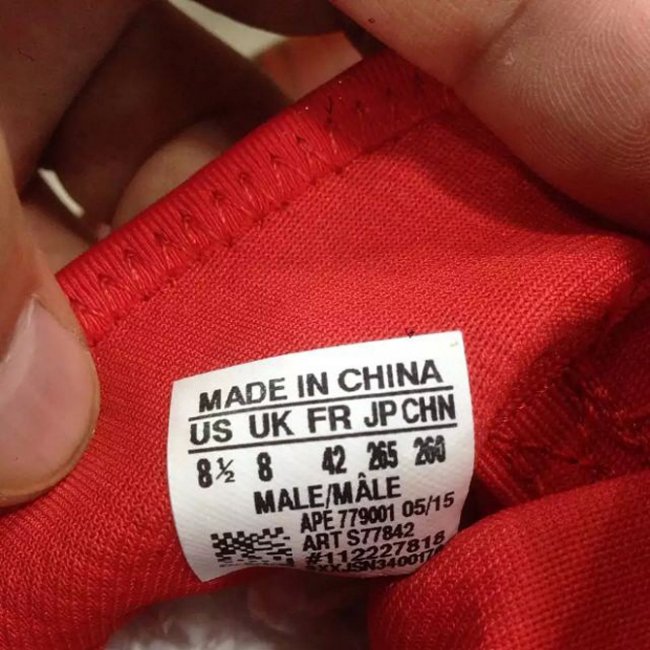 MADE IN CHINA
US UK FR JP CHN
8½ 8 42 265 260
MALE/MÂLE
APE 779001 05/15
ART S77842
#112227818